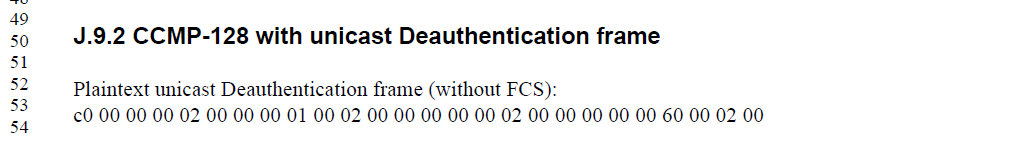 49
50 J.9.2 CCMP-128 with unicast Deauthentication frame
51
52 Plaintext unicast Deauthentication frame (without FCS):
53 c0 00 00 00 02 00 00 00 01 00 02 00 00 00 00 00 02 00 00 00 00 00 60 00 02 00
54